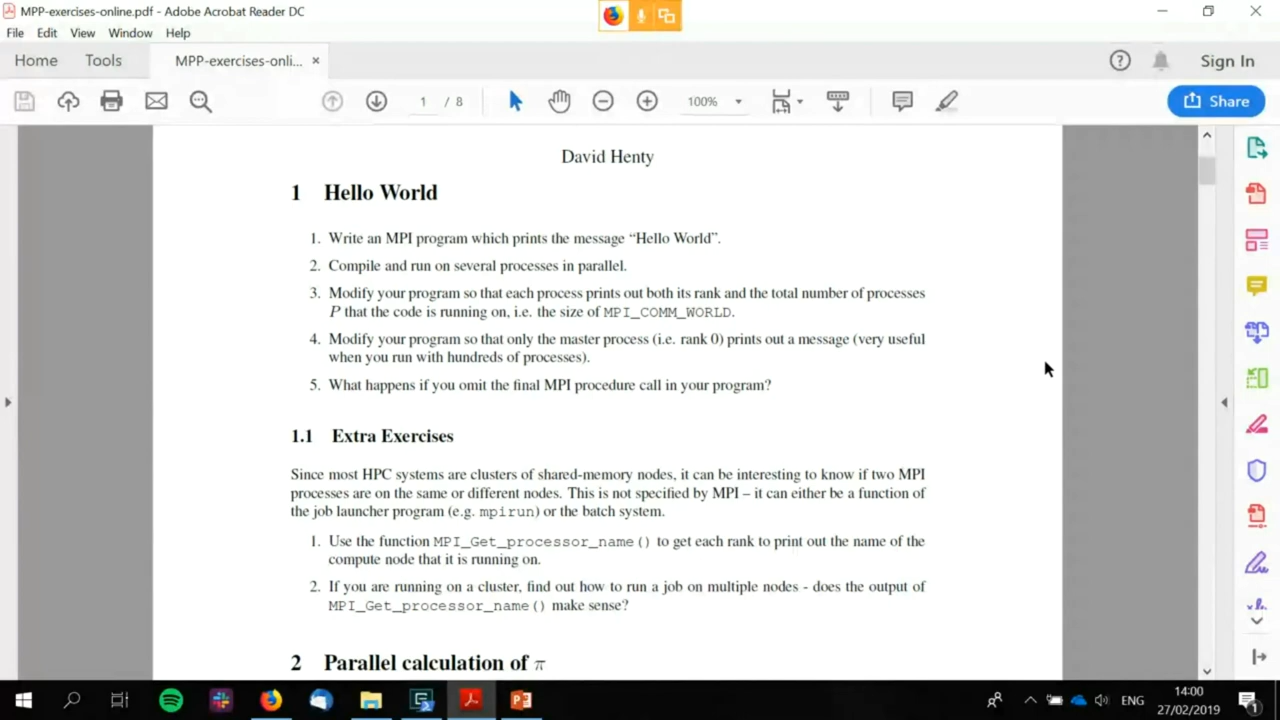 MPP-exercises-online.pdf - Adobe Acrobat Reader DC
File Edit View Window Help
Home Tools MPP-exercises-onli... × Sign In
1 / 8 100% Share
David Henty
1 Hello World
1. Write an MPI program which prints the message “Hello World”.
2. Compile and run on several processes in parallel.
3. Modify your program so that each process prints out both its rank and the total number of processes
P that the code is running on, i.e. the size of MPI_COMM_WORLD.
4. Modify your program so that only the master process (i.e. rank 0) prints out a message (very useful
when you run with hundreds of processes).
5. What happens if you omit the final MPI procedure call in your program?
1.1 Extra Exercises
Since most HPC systems are clusters of shared-memory nodes, it can be interesting to know if two MPI
processes are on the same or different nodes. This is not specified by MPI – it can either be a function of
the job launcher program (e.g. mpirun) or the batch system.
1. Use the function MPI_Get_processor_name() to get each rank to print out the name of the
compute node that it is running on.
2. If you are running on a cluster, find out how to run a job on multiple nodes - does the output of
MPI_Get_processor_name() make sense?
2 Parallel calculation of π
ENG
14:00
27/02/2019
1